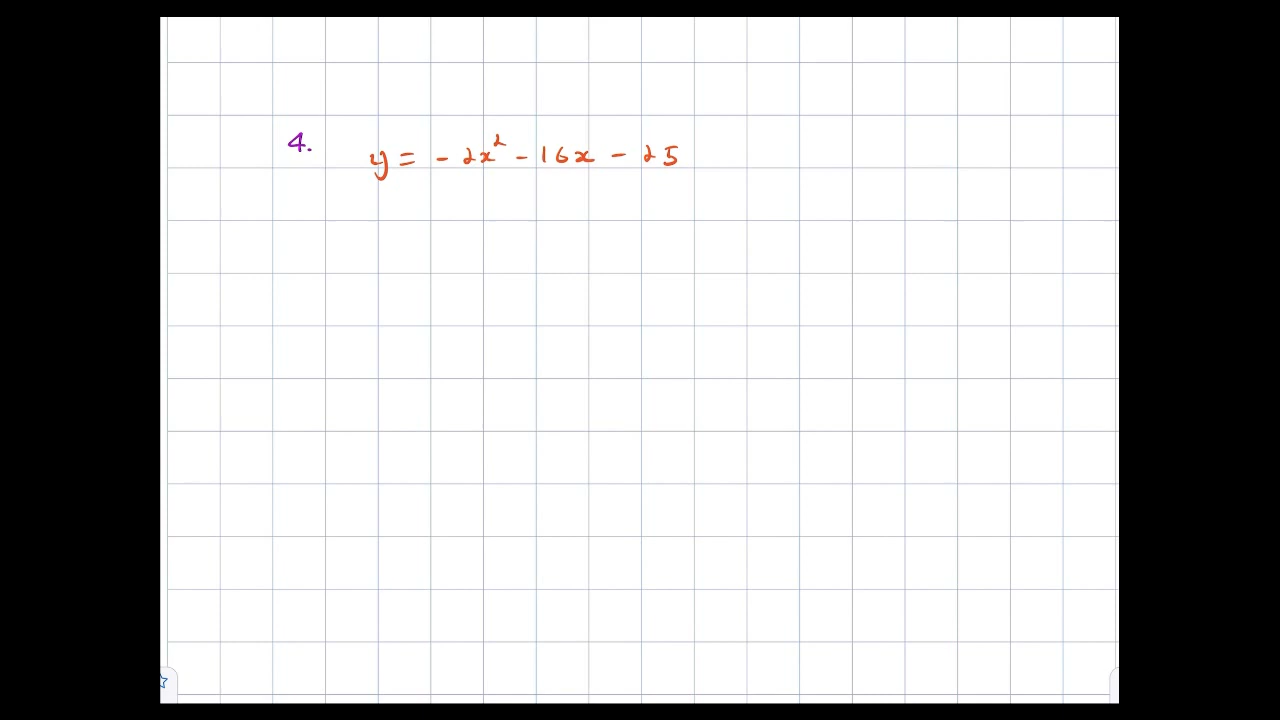 4. y = - 2x² - 16x - 25